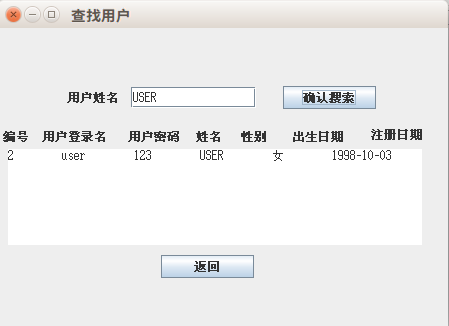 查找用户
用户姓名 USER 确认搜索
编号 用户登录名 用户密码 姓名 性别 出生日期 注册日期
2 user 123 USER 女 1998-10-03
返回